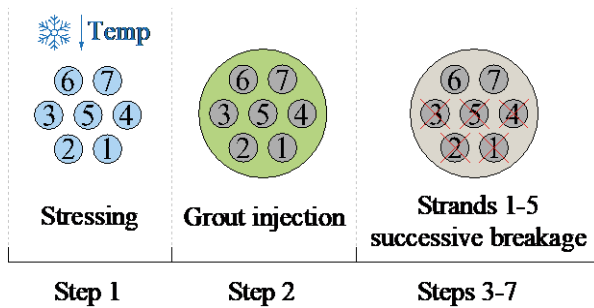 Temp
6 7
3 5 4
2 1
6 7
3 5 4
2 1
6 7
3 5 4
2 1
Stressing
Grout injection
Strands 1-5
successive breakage
Step 1
Step 2
Steps 3-7